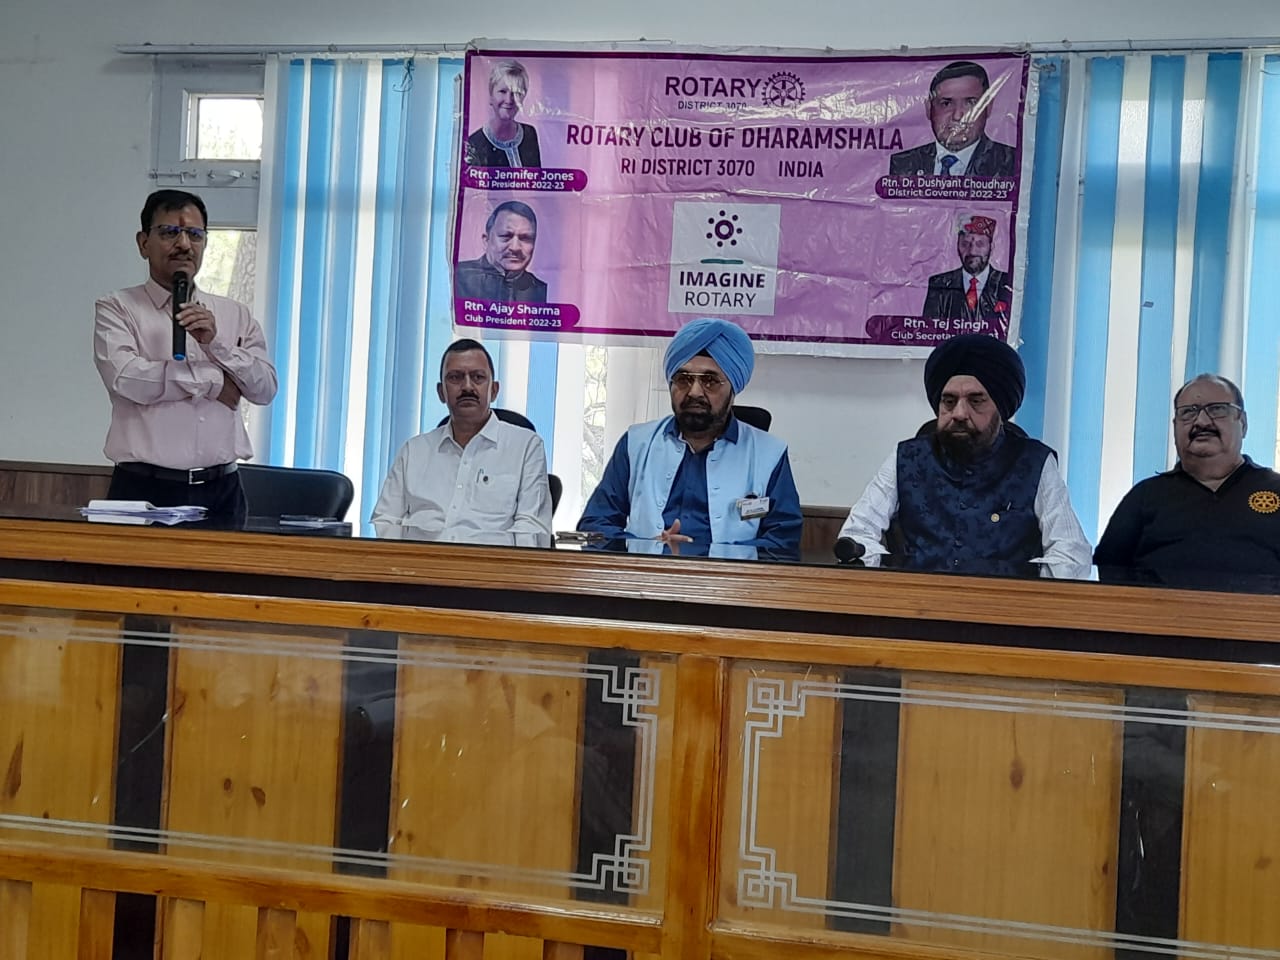 ROTARY
DISTRICT 3070
ROTARY CLUB OF DHARAMSHALA
RI DISTRICT 3070 INDIA
Rtn. Jennifer Jones
R.I President 2022-23
Rtn. Dr. Dushyant Choudhary
District Governor 2022-23
IMAGINE
ROTARY
Rtn. Ajay Sharma
Club President 2022-23
Rtn. Tej Singh
Club